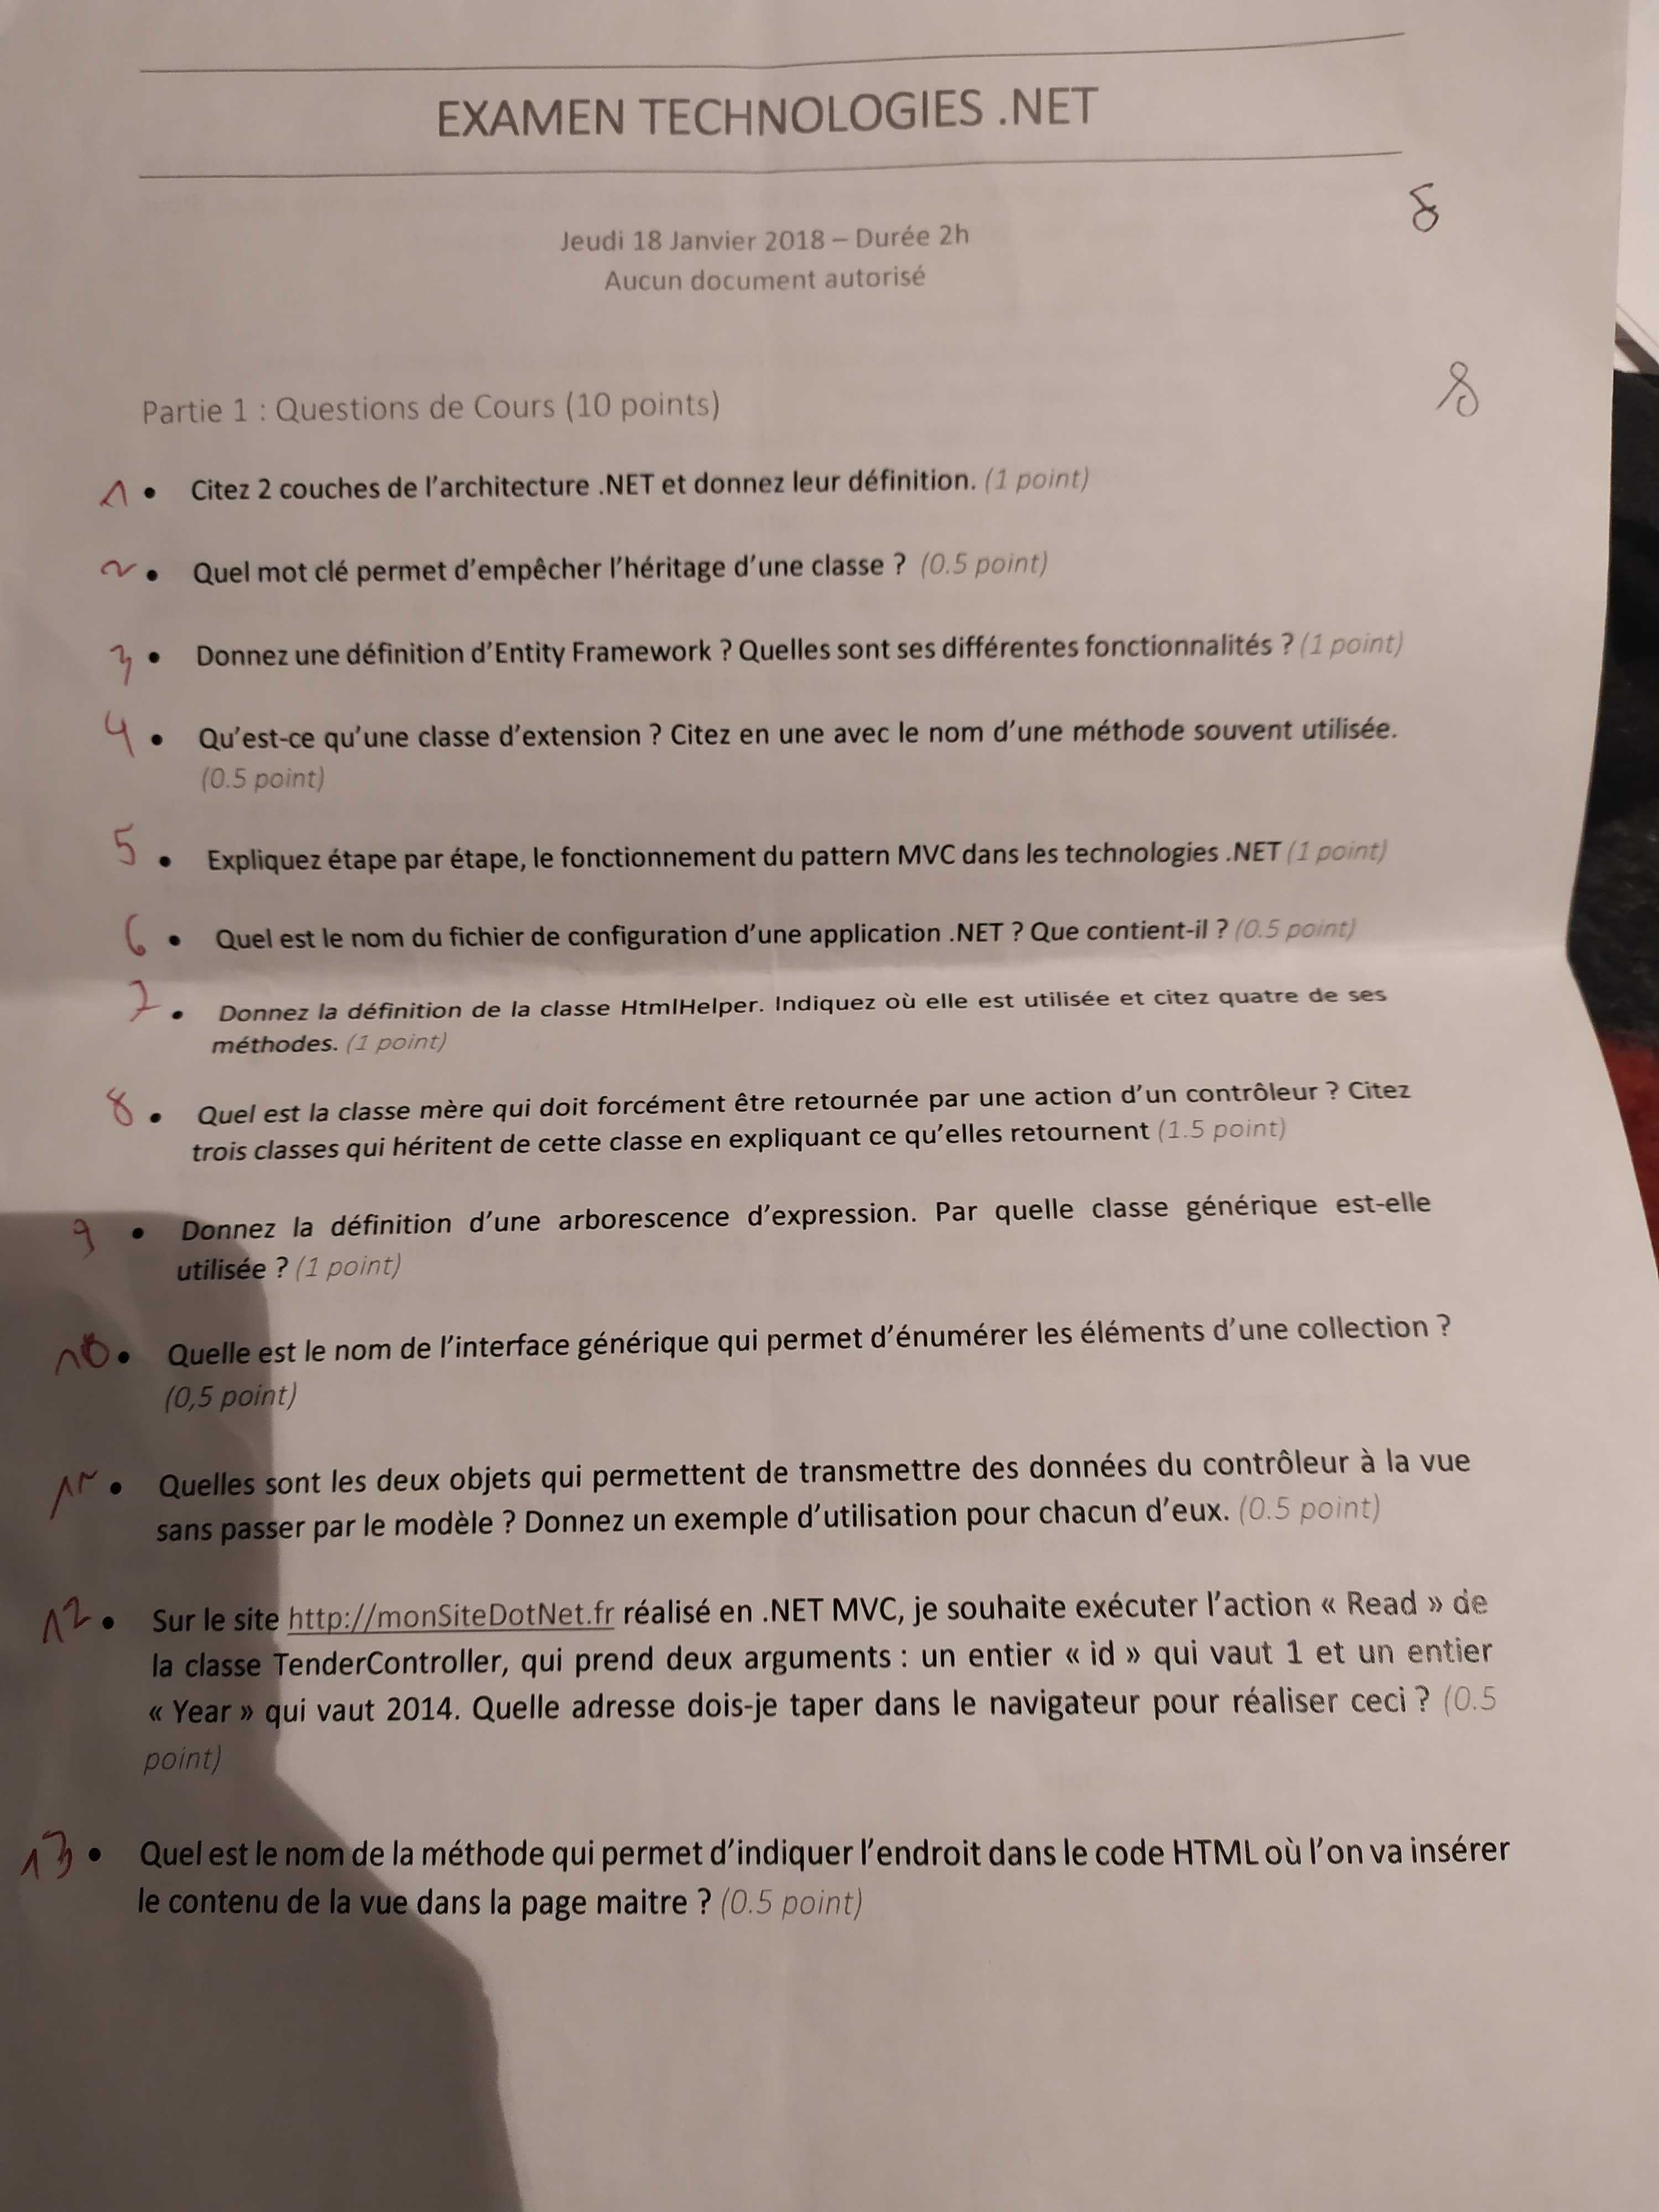 EXAMEN TECHNOLOGIES .NET
8
Jeudi 18 Janvier 2018 – Durée 2h
Aucun document autorisé
8
Partie 1 : Questions de Cours (10 points)
1 • Citez 2 couches de l'architecture .NET et donnez leur définition. (1 point)
2 • Quel mot clé permet d'empêcher l'héritage d'une classe ? (0.5 point)
3 • Donnez une définition d'Entity Framework ? Quelles sont ses différentes fonctionnalités ? (1 point)
4 • Qu'est-ce qu'une classe d'extension ? Citez en une avec le nom d'une méthode souvent utilisée.
(0.5 point)
5 • Expliquez étape par étape, le fonctionnement du pattern MVC dans les technologies .NET (1 point)
6 • Quel est le nom du fichier de configuration d'une application .NET ? Que contient-il ? (0.5 point)
7 • Donnez la définition de la classe HtmlHelper. Indiquez où elle est utilisée et citez quatre de ses
méthodes. (1 point)
8 • Quel est la classe mère qui doit forcément être retournée par une action d'un contrôleur ? Citez
trois classes qui héritent de cette classe en expliquant ce qu'elles retournent (1.5 point)
9 • Donnez la définition d'une arborescence d'expression. Par quelle classe générique est-elle
utilisée ? (1 point)
10 • Quelle est le nom de l'interface générique qui permet d'énumérer les éléments d'une collection ?
(0,5 point)
11 • Quelles sont les deux objets qui permettent de transmettre des données du contrôleur à la vue
sans passer par le modèle ? Donnez un exemple d'utilisation pour chacun d'eux. (0.5 point)
12 • Sur le site http://monSiteDotNet.fr réalisé en .NET MVC, je souhaite exécuter l'action « Read » de
la classe TenderController, qui prend deux arguments : un entier « id » qui vaut 1 et un entier
« Year » qui vaut 2014. Quelle adresse dois-je taper dans le navigateur pour réaliser ceci ? (0.5
point)
13 • Quel est le nom de la méthode qui permet d'indiquer l'endroit dans le code HTML où l'on va insérer
le contenu de la vue dans la page maitre ? (0.5 point)